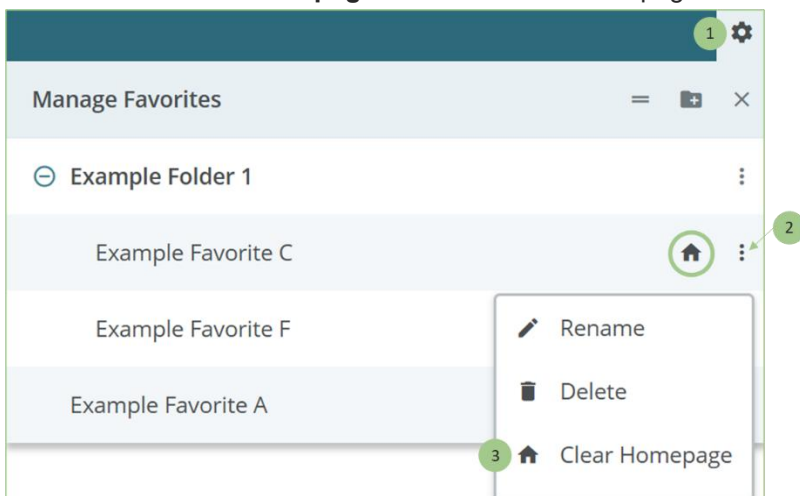 1
Manage Favorites
Example Folder 1
Example Favorite C
2
Example Favorite F
Rename
Example Favorite A
Delete
3 Clear Homepage